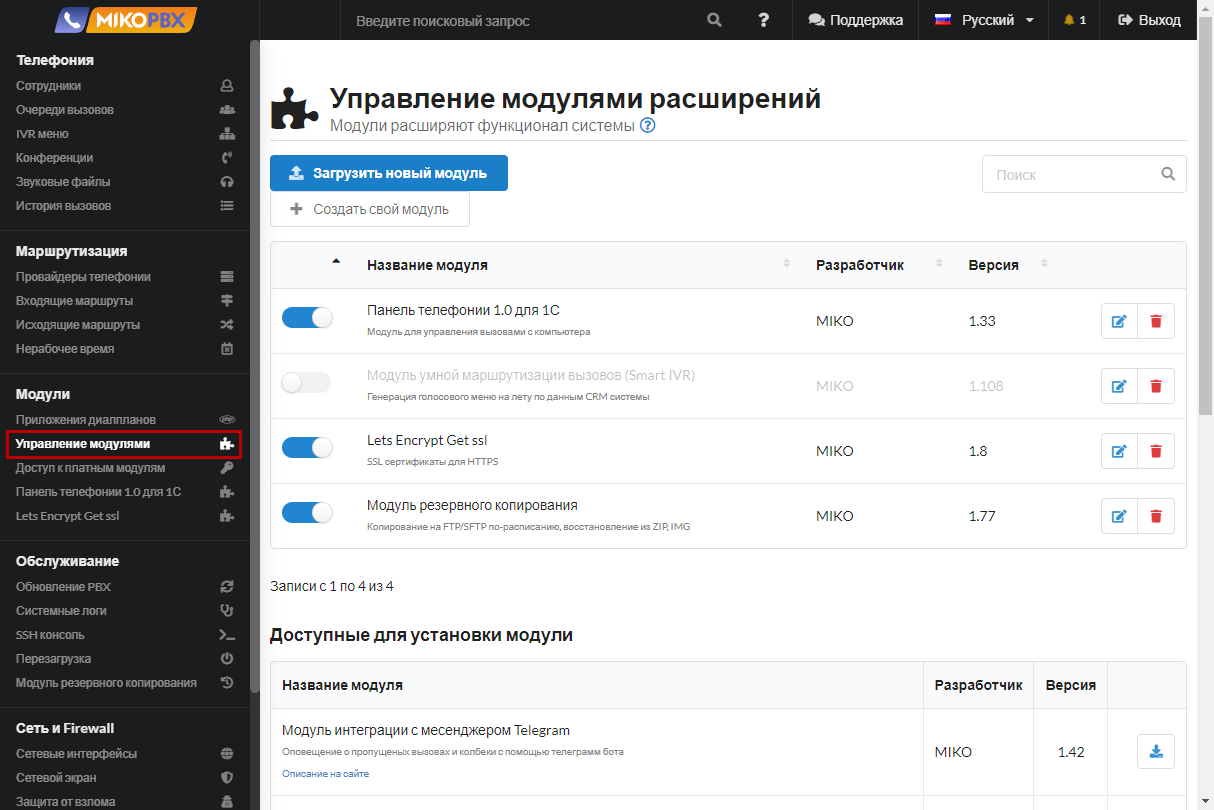 MIKOPBX
Введите поисковый запрос
?
Поддержка
Русский
1
Выход
Телефония
Сотрудники
Очереди вызовов
IVR меню
Конференции
Звуковые файлы
История вызовов
Маршрутизация
Провайдеры телефонии
Входящие маршруты
Исходящие маршруты
Нерабочее время
Модули
Приложения диалпланов
Управление модулями
Доступ к платным модулям
Панель телефонии 1.0 для 1С
Lets Encrypt Get ssl
Обслуживание
Обновление PBX
Системные логи
SSH консоль
Перезагрузка
Модуль резервного копирования
Сеть и Firewall
Сетевые интерфейсы
Сетевой экран
Защита от взлома
Управление модулями расширений
Модули расширяют функционал системы ?
Загрузить новый модуль
Поиск
Создать свой модуль
Название модуля Разработчик Версия
Панель телефонии 1.0 для 1С
Модуль для управления вызовами с компьютера
MIKO 1.33
Модуль умной маршрутизации вызовов (Smart IVR)
Генерация голосового меню на лету по данным CRM системы
MIKO 1.108
Lets Encrypt Get ssl
SSL сертификаты для HTTPS
MIKO 1.8
Модуль резервного копирования
Копирование на FTP/SFTP по-расписанию, восстановление из ZIP, IMG
MIKO 1.77
Записи с 1 по 4 из 4
Доступные для установки модули
Название модуля Разработчик Версия
Модуль интеграции с месенджером Telegram
Оповещение о пропущеных вызовах и колбеки с помощью телеграмм бота
Описание на сайте
MIKO 1.42